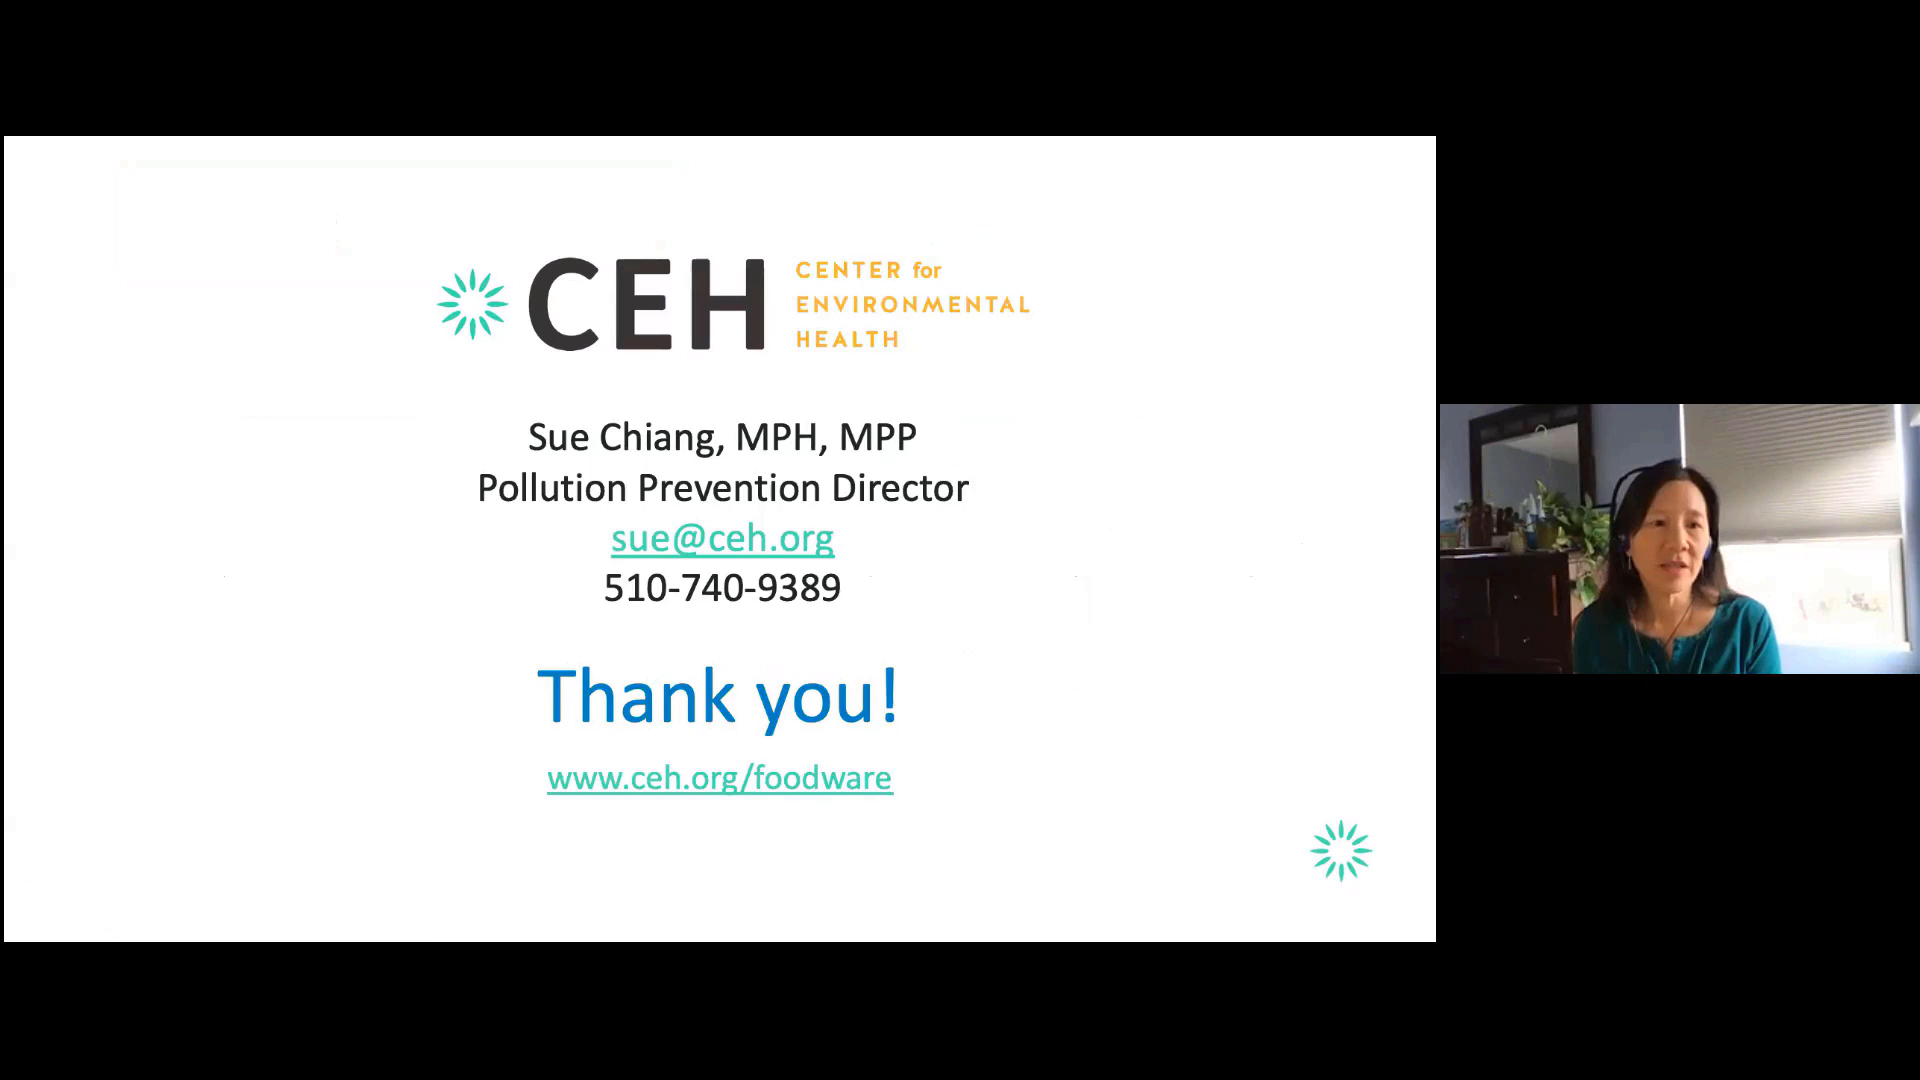 CEH
CENTER for
ENVIRONMENTAL
HEALTH
Sue Chiang, MPH, MPP
Pollution Prevention Director
sue@ceh.org
510-740-9389
Thank you!
www.ceh.org/foodware